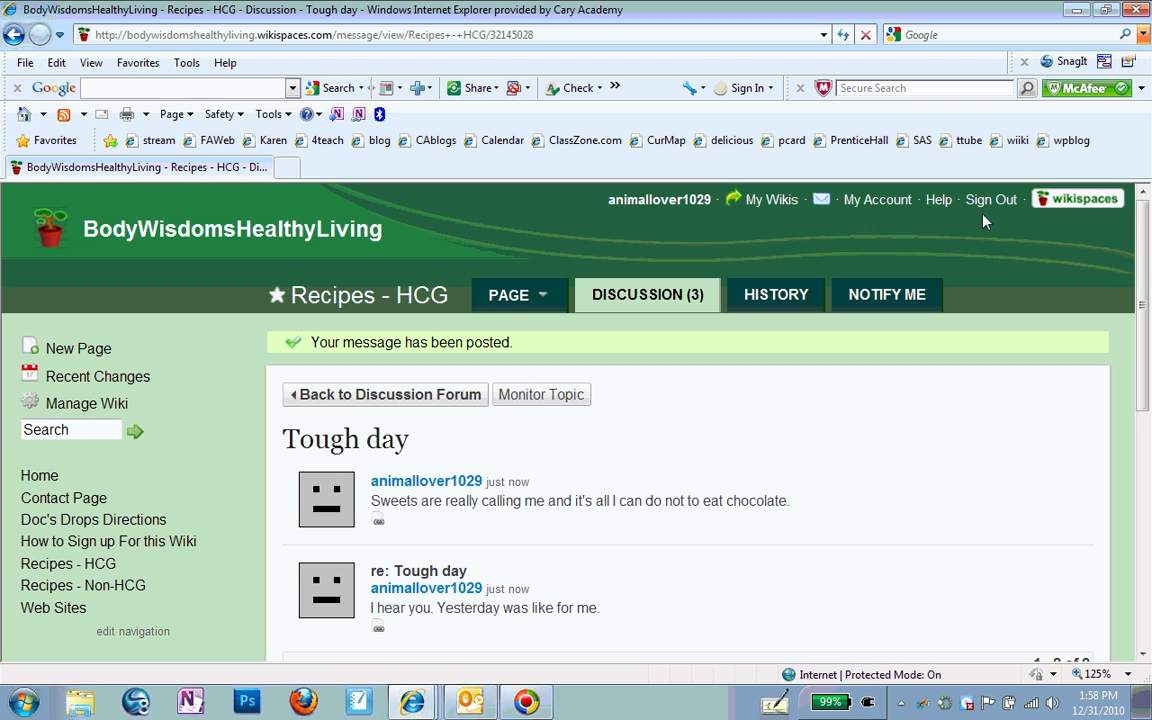 BodyWisdomsHealthyLiving - Recipes - HCG - Discussion - Tough day - Windows Internet Explorer provided by Cary Academy
http://bodywisdomshealthyliving.wikispaces.com/message/view/Recipes+-+HCG/32145028
Google
File Edit View Favorites Tools Help
SnagIt
Google Search Share Check Sign In Secure Search McAfee
Page Safety Tools
Favorites stream FAWeb Karen 4teach blog CAblogs Calendar ClassZone.com CurMap delicious pcard PrenticeHall SAS ttube wiiki wpblog
BodyWisdomsHealthyLiving - Recipes - HCG - Di...
animallover1029 · My Wikis · My Account · Help · Sign Out · wikispaces
BodyWisdomsHealthyLiving
Recipes - HCG PAGE DISCUSSION (3) HISTORY NOTIFY ME
Your message has been posted.
New Page
Recent Changes
Manage Wiki
Search
Home
Contact Page
Doc's Drops Directions
How to Sign up For this Wiki
Recipes - HCG
Recipes - Non-HCG
Web Sites
edit navigation
Back to Discussion Forum Monitor Topic
Tough day
animallover1029 just now
Sweets are really calling me and it's all I can do not to eat chocolate.
re: Tough day
animallover1029 just now
I hear you. Yesterday was like for me.
Internet | Protected Mode: On 125%
99%
1:58 PM
12/31/2010